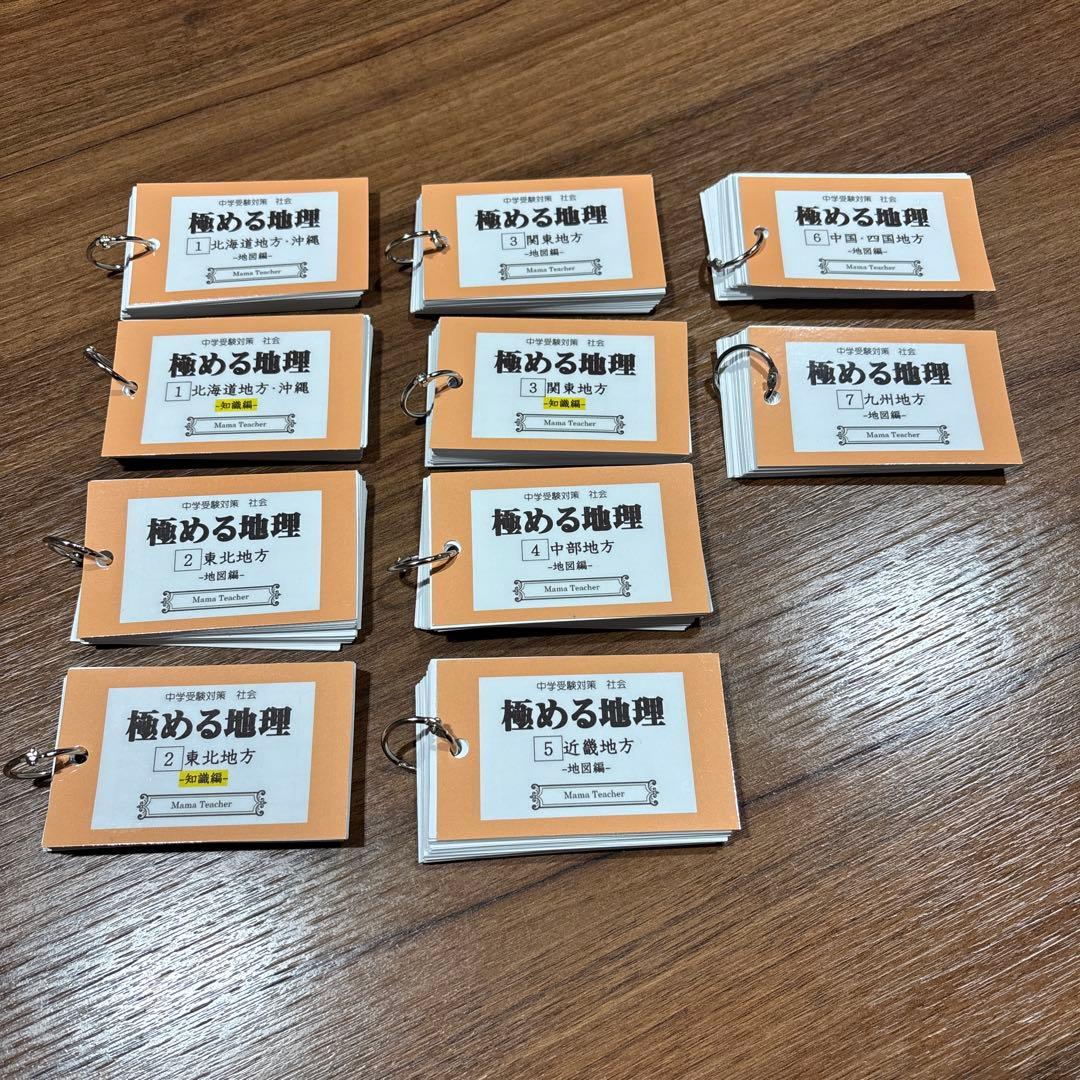 中学受験対策 社会
極める地理
1 北海道地方・沖縄
-地図編-
Mama Teacher
中学受験対策 社会
極める地理
1 北海道地方・沖縄
-知識編-
Mama Teacher
中学受験対策 社会
極める地理
2 東北地方
-地図編-
Mama Teacher
中学受験対策 社会
極める地理
2 東北地方
-知識編-
Mama Teacher
中学受験対策 社会
極める地理
3 関東地方
-地図編-
Mama Teacher
中学受験対策 社会
極める地理
3 関東地方
-知識編-
Mama Teacher
中学受験対策 社会
極める地理
4 中部地方
-地図編-
Mama Teacher
中学受験対策 社会
極める地理
5 近畿地方
-地図編-
Mama Teacher
中学受験対策 社会
極める地理
6 中国・四国地方
-地図編-
Mama Teacher
中学受験対策 社会
極める地理
7 九州地方
-地図編-
Mama Teacher